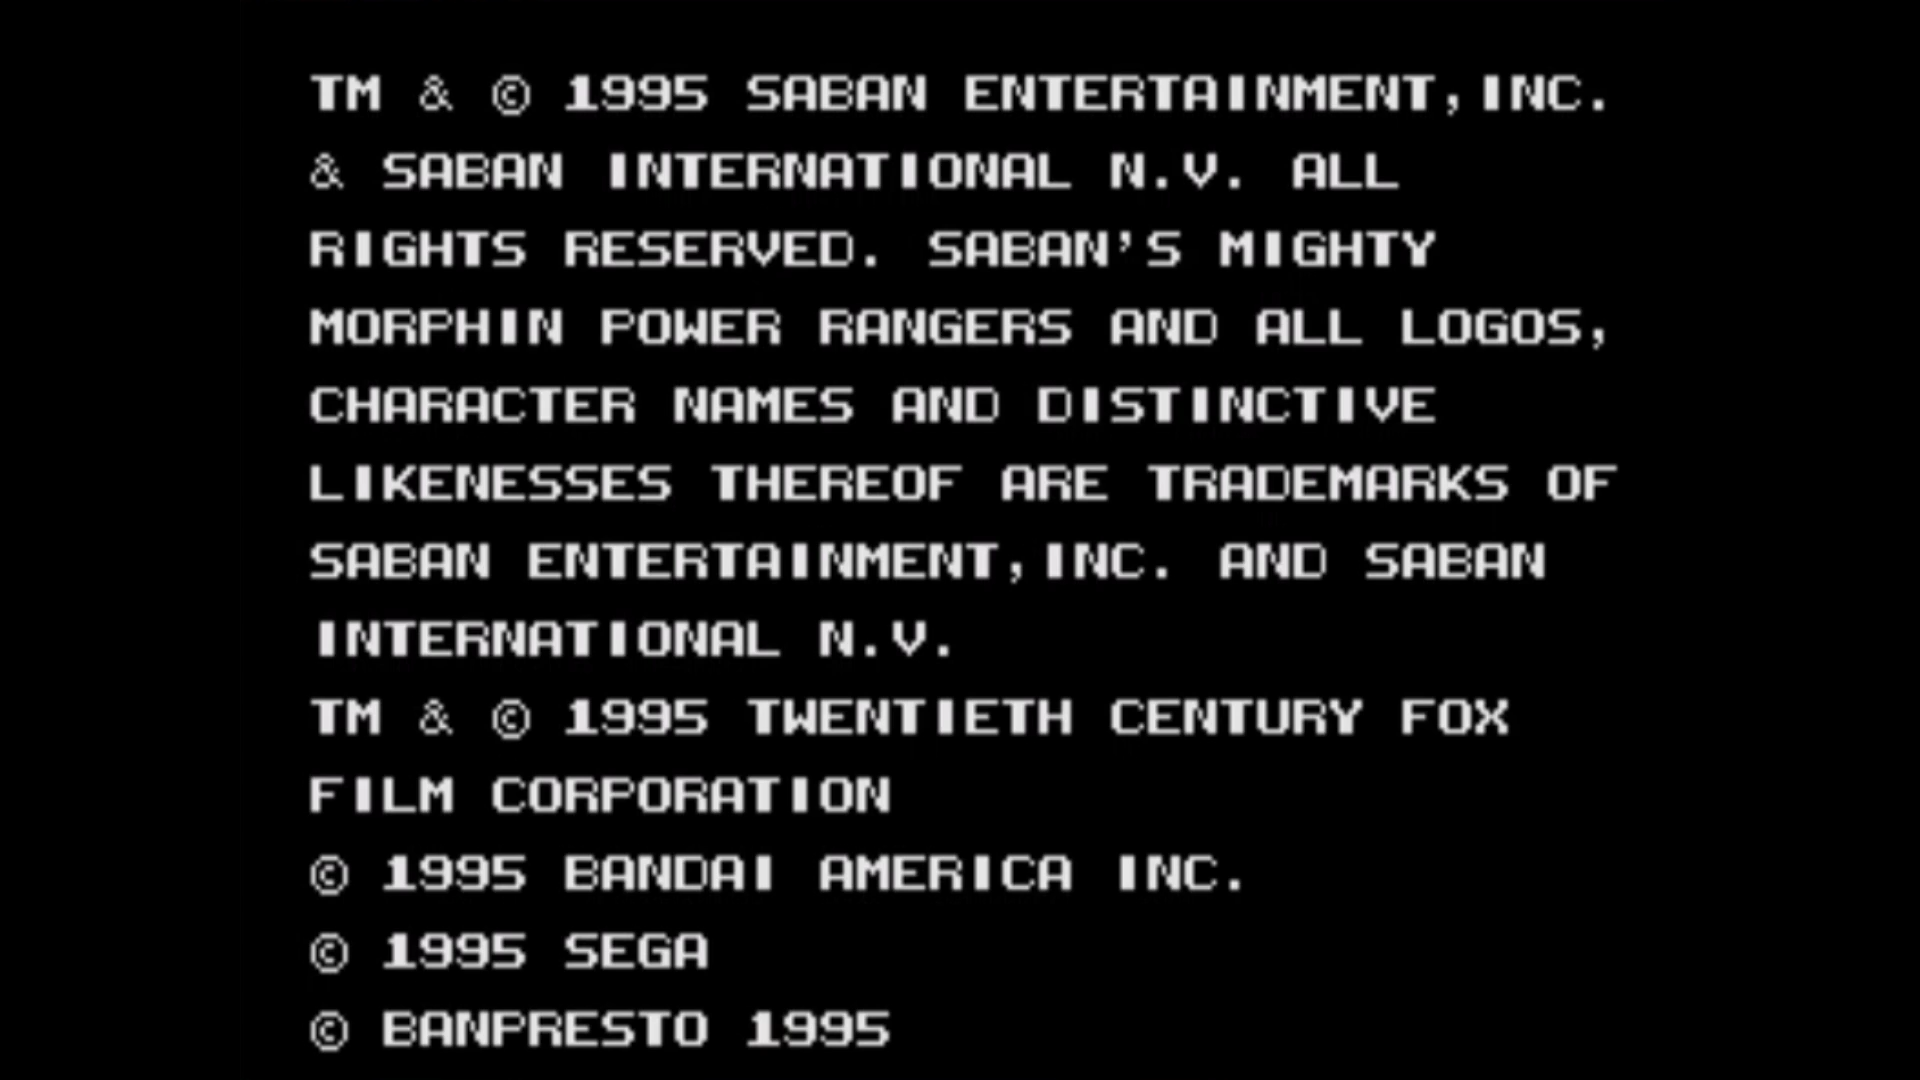 TM & © 1995 SABAN ENTERTAINMENT,INC.
& SABAN INTERNATIONAL N.V. ALL
RIGHTS RESERVED. SABAN'S MIGHTY
MORPHIN POWER RANGERS AND ALL LOGOS,
CHARACTER NAMES AND DISTINCTIVE
LIKENESSES THEREOF ARE TRADEMARKS OF
SABAN ENTERTAINMENT,INC. AND SABAN
INTERNATIONAL N.V.
TM & © 1995 TWENTIETH CENTURY FOX
FILM CORPORATION
© 1995 BANDAI AMERICA INC.
© 1995 SEGA
© BANPRESTO 1995